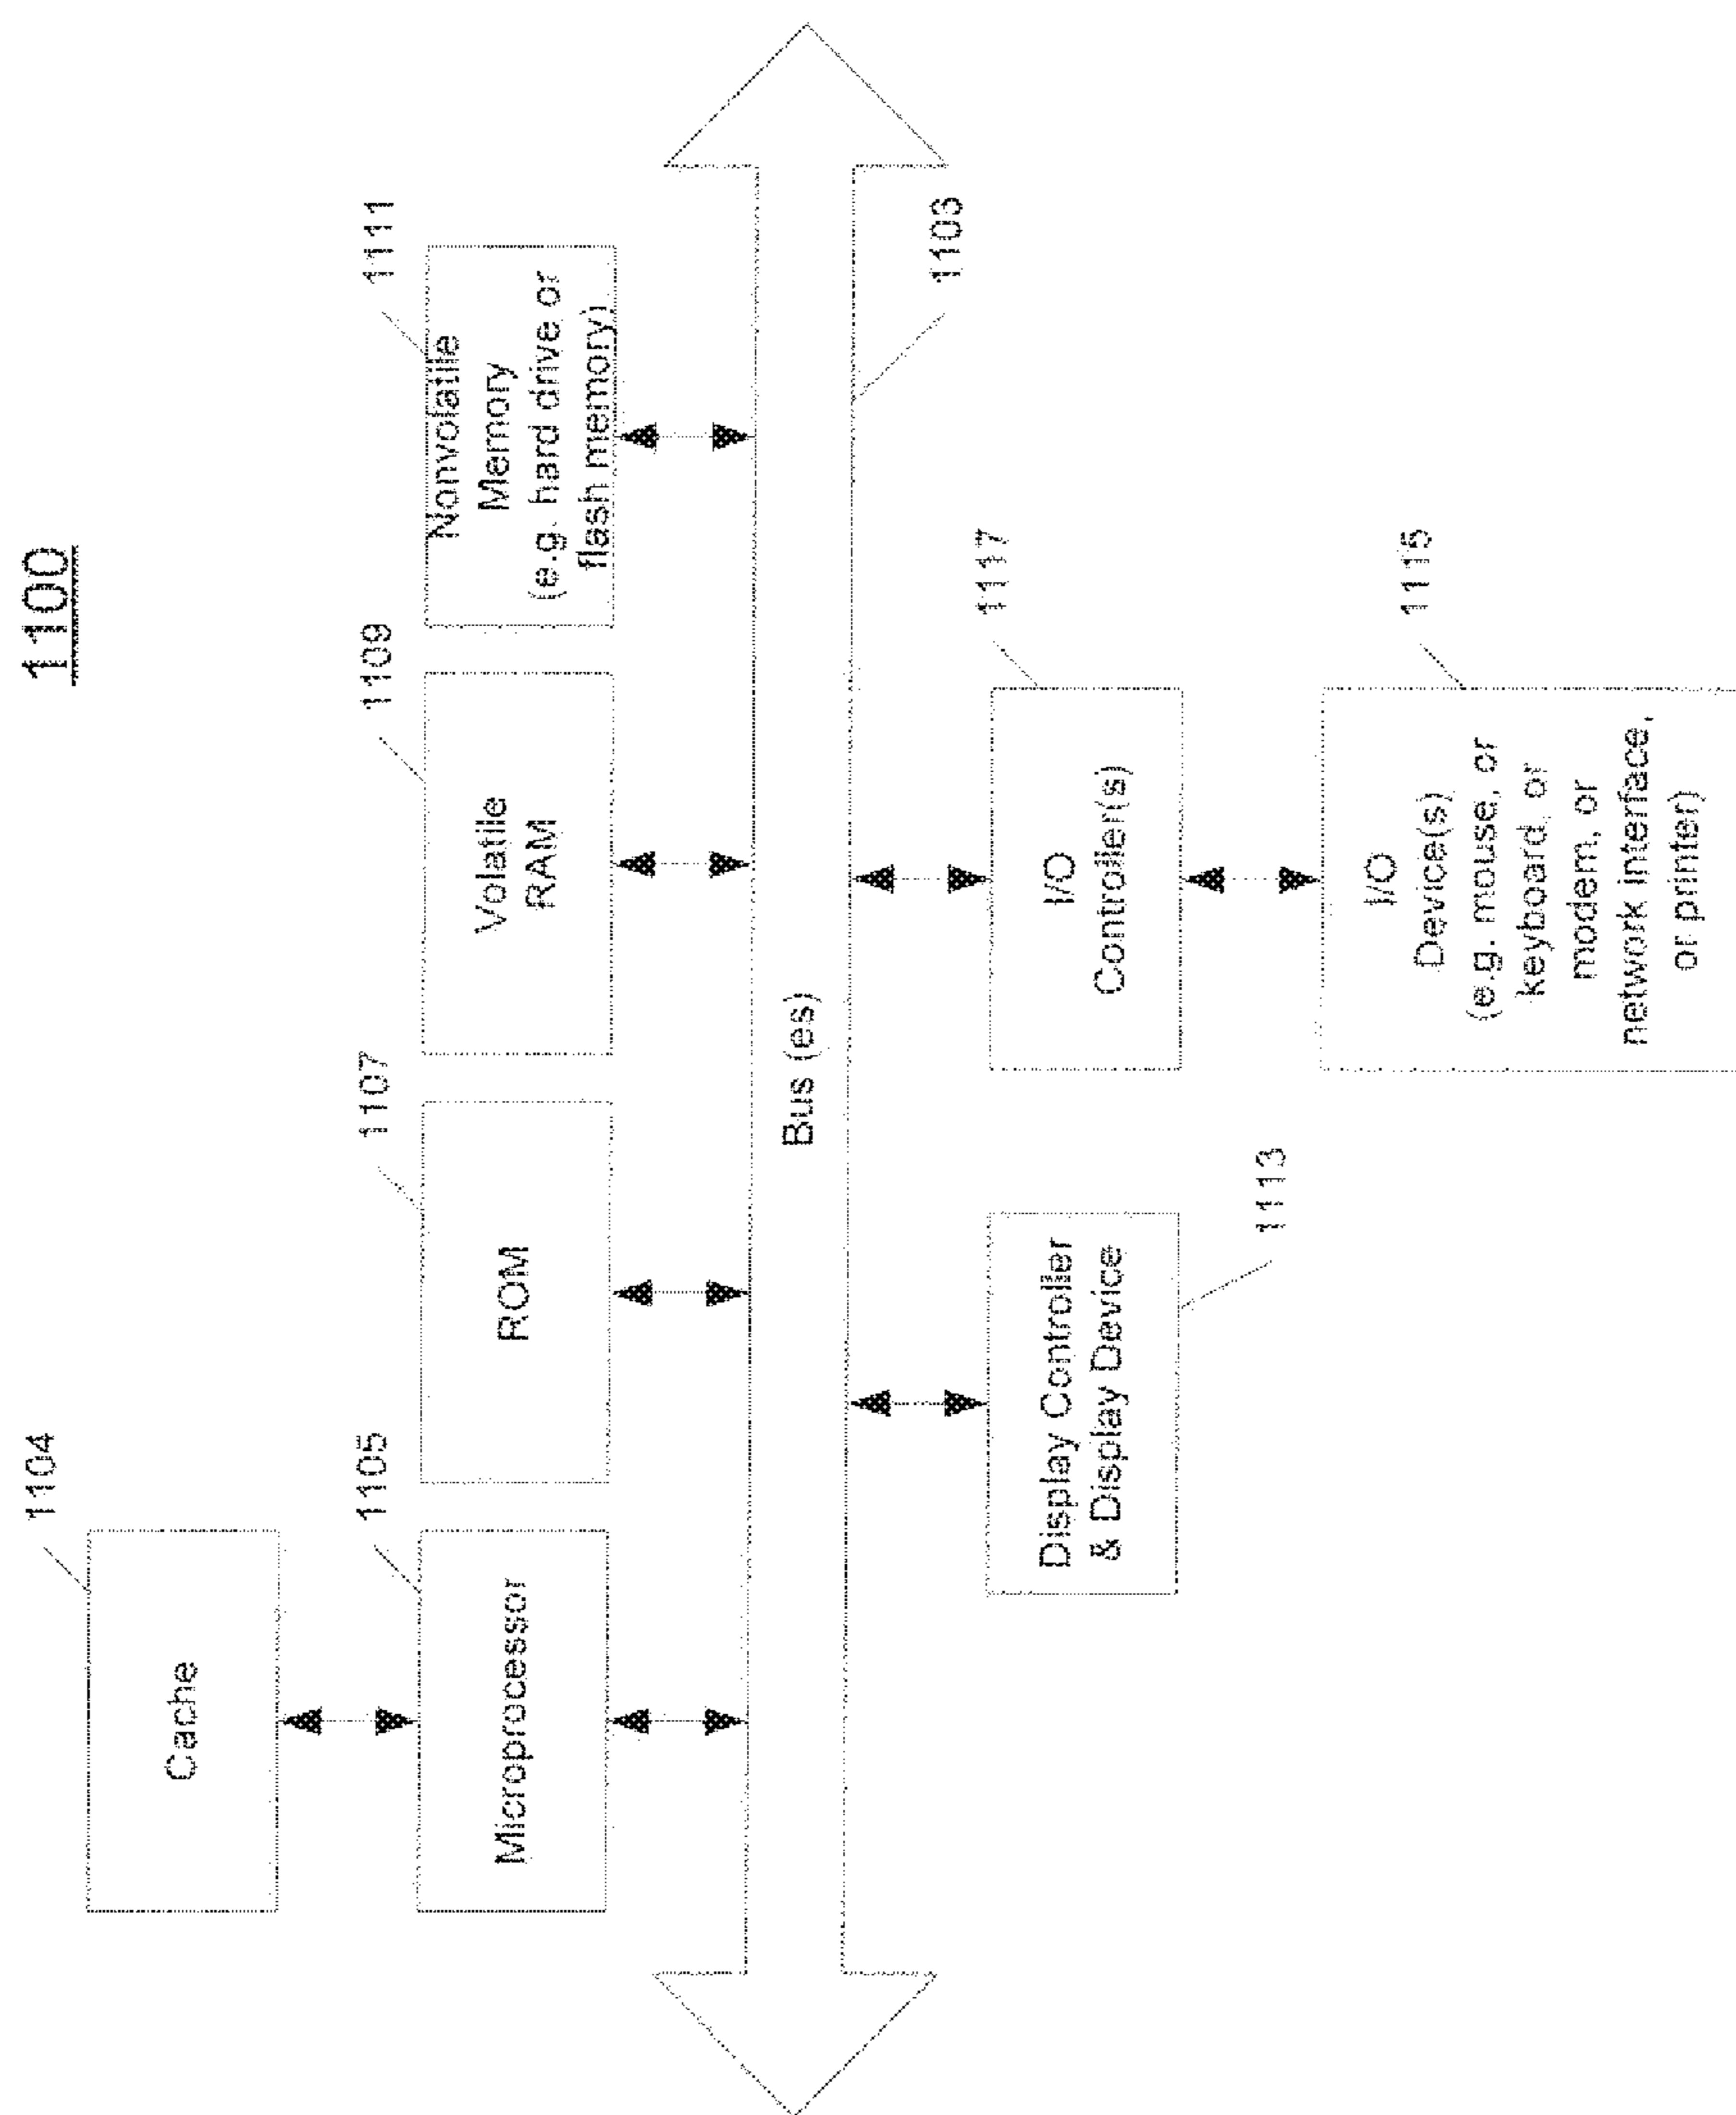 1104
1100
Cache
1105
1107
1109
1111
Microprocessor
ROM
Volatile
RAM
Nonvolatile
Memory
(e.g. hard drive or
flash memory)
Bus (es)
1103
Display Controller
& Display Device
1113
I/O
Controller(s)
1117
I/O
Device(s)
(e.g. mouse, or
keyboard, or
modem, or
network interface,
or printer)
1115